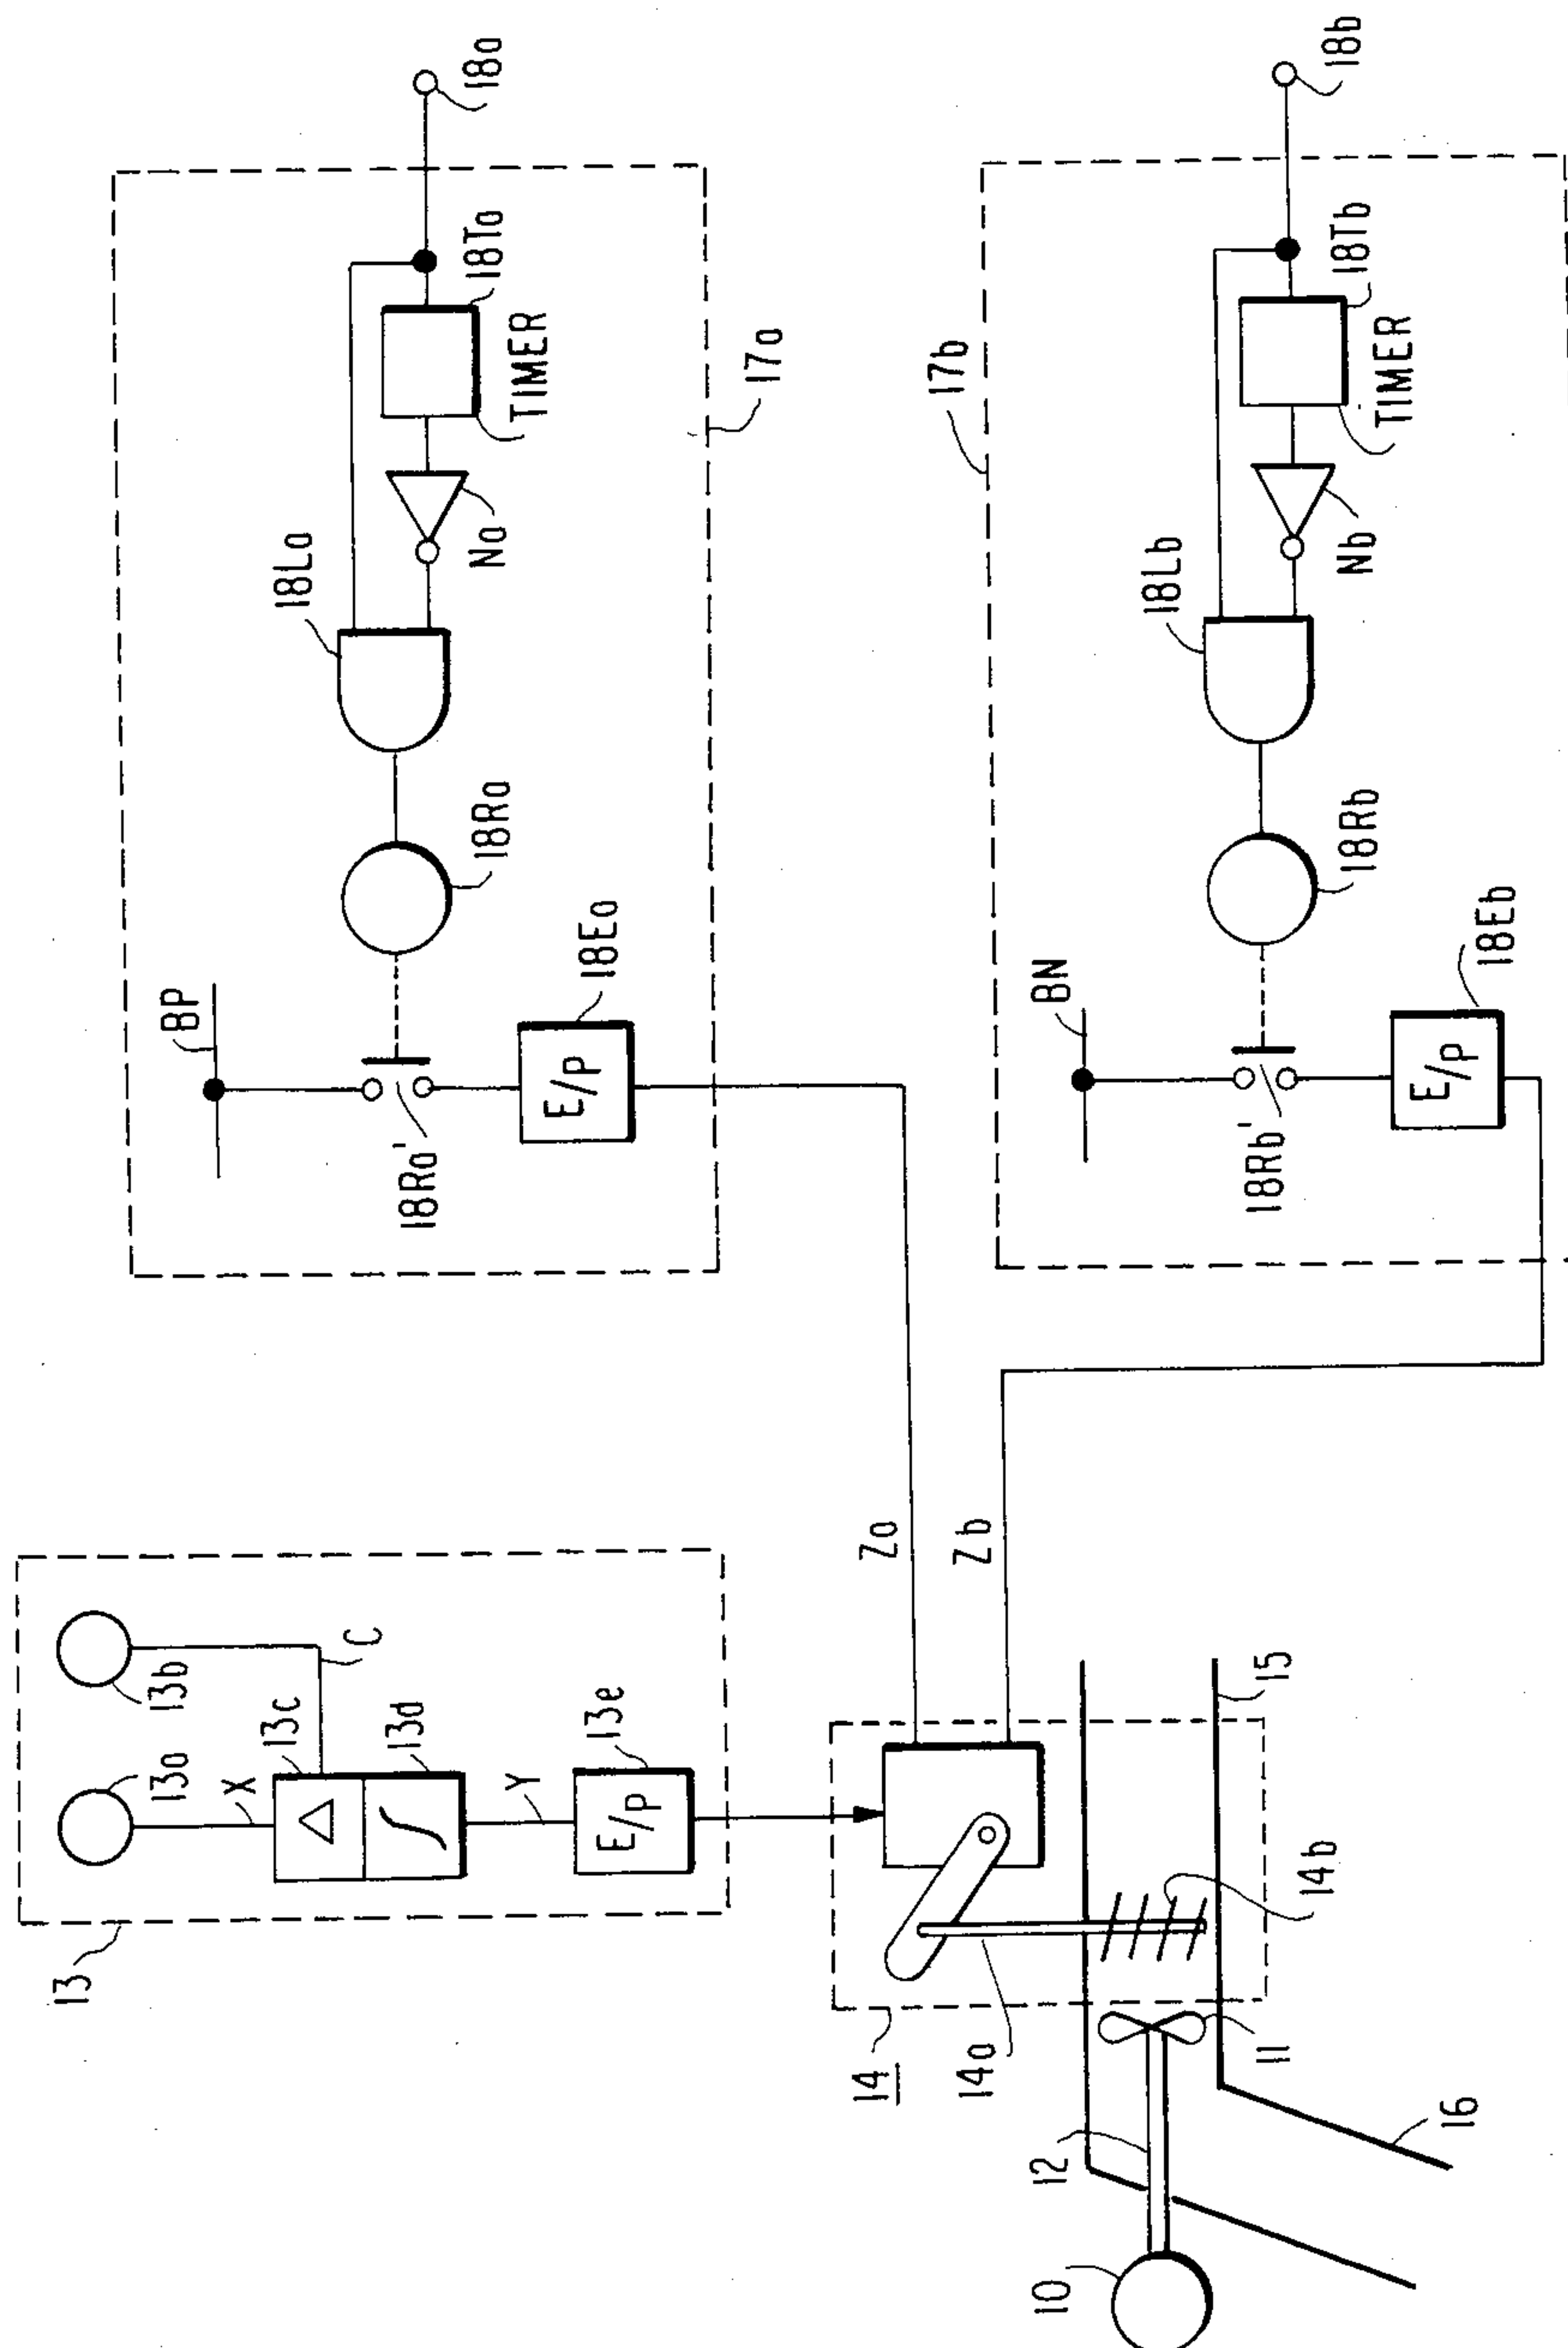 18a
18Ta
TIMER
Na
18La
18Ra
BP
18Ra'
E/P
18Ea
17a
18b
18Tb
TIMER
Nb
18Lb
18Rb
BN
18Rb'
E/P
18Eb
17b
13
13a
13b
X
C
13c
△
13d
∫
Y
E/P
13e
Za
Zb
14
14a
14b
15
16
11
12
10